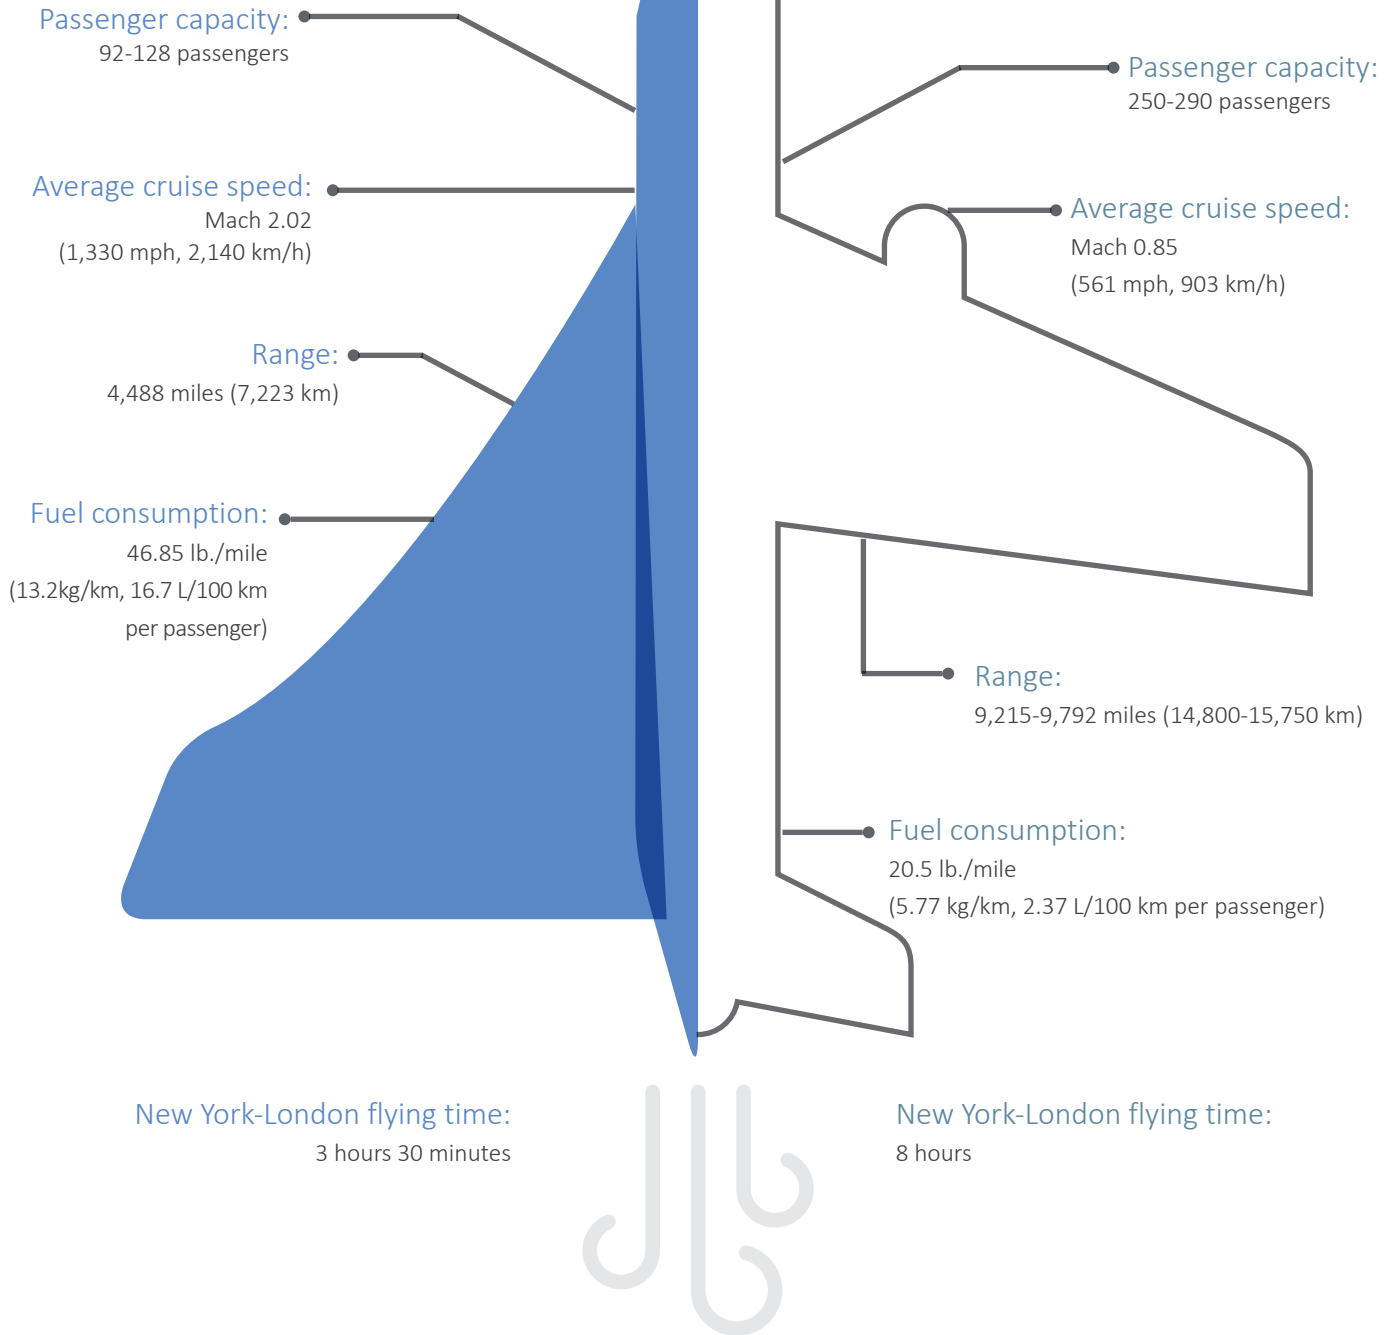 Passenger capacity:
92-128 passengers
Average cruise speed:
Mach 2.02
(1,330 mph, 2,140 km/h)
Range:
4,488 miles (7,223 km)
Fuel consumption:
46.85 lb./mile
(13.2kg/km, 16.7 L/100 km
per passenger)
New York-London flying time:
3 hours 30 minutes
Passenger capacity:
250-290 passengers
Average cruise speed:
Mach 0.85
(561 mph, 903 km/h)
Range:
9,215-9,792 miles (14,800-15,750 km)
Fuel consumption:
20.5 lb./mile
(5.77 kg/km, 2.37 L/100 km per passenger)
New York-London flying time:
8 hours